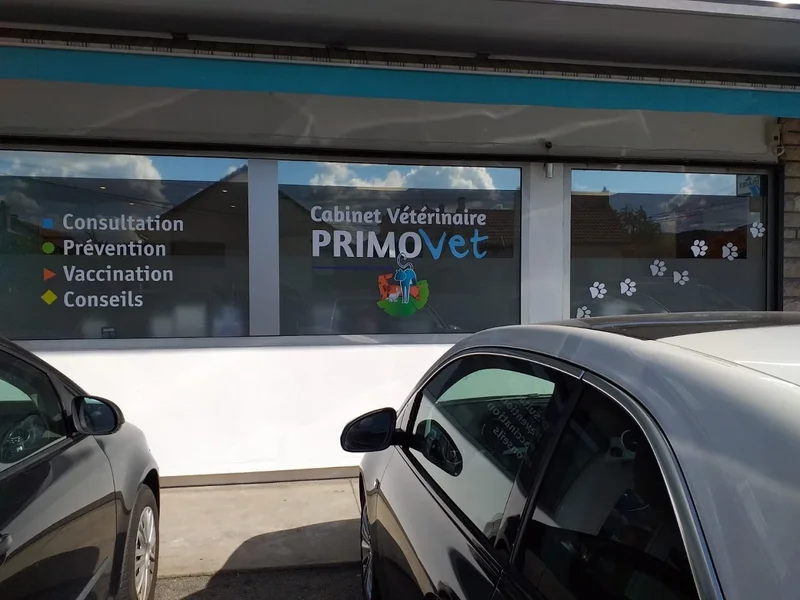 Consultation
Prévention
Vaccination
Conseils
Cabinet Vétérinaire
PRIMOVet